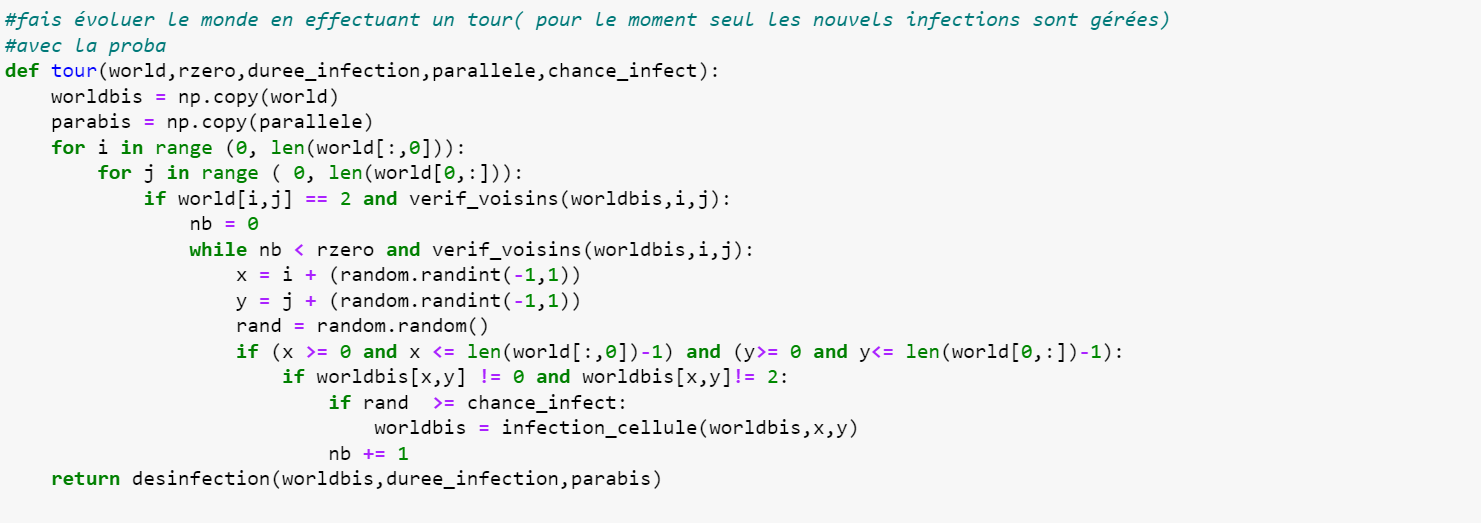 #fais évoluer le monde en effectuant un tour( pour le moment seul les nouvels infections sont gérées)
#avec la proba
def tour(world,rzero,duree_infection,parallele,chance_infect):
    worldbis = np.copy(world)
    parabis = np.copy(parallele)
    for i in range (0, len(world[:,0])):
        for j in range ( 0, len(world[0,:])):
            if world[i,j] == 2 and verif_voisins(worldbis,i,j):
                nb = 0
                while nb < rzero and verif_voisins(worldbis,i,j):
                    x = i + (random.randint(-1,1))
                    y = j + (random.randint(-1,1))
                    rand = random.random()
                    if (x >= 0 and x <= len(world[:,0])-1) and (y>= 0 and y<= len(world[0,:])-1):
                        if worldbis[x,y] != 0 and worldbis[x,y]!= 2:
                            if rand  >= chance_infect:
                                worldbis = infection_cellule(worldbis,x,y)
                            nb += 1
    return desinfection(worldbis,duree_infection,parabis)